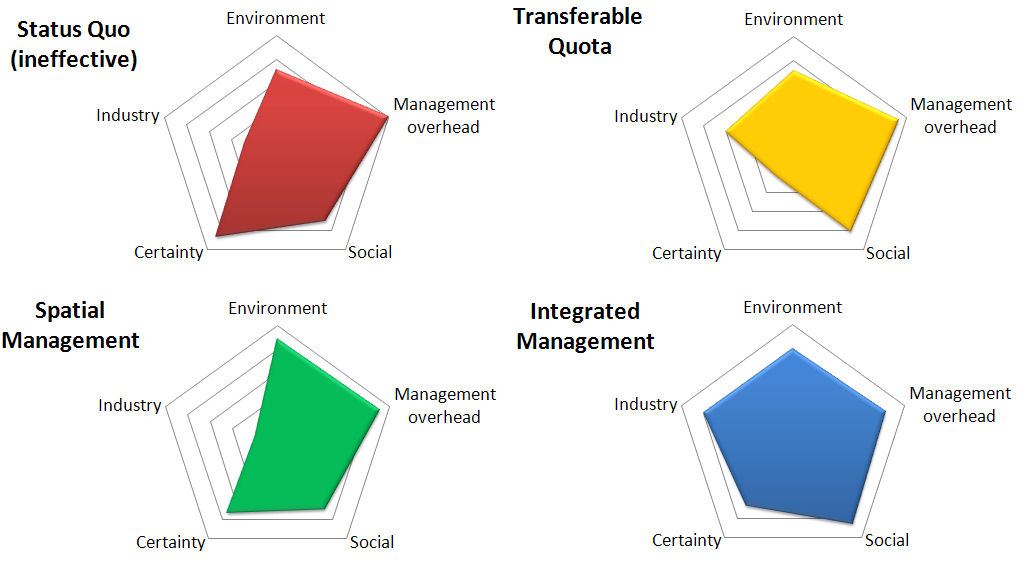 Status Quo
(ineffective)
Environment
Management
overhead
Industry
Certainty
Social
Transferable
Quota
Environment
Management
overhead
Industry
Certainty
Social
Spatial
Management
Environment
Management
overhead
Industry
Certainty
Social
Integrated
Management
Environment
Management
overhead
Industry
Certainty
Social